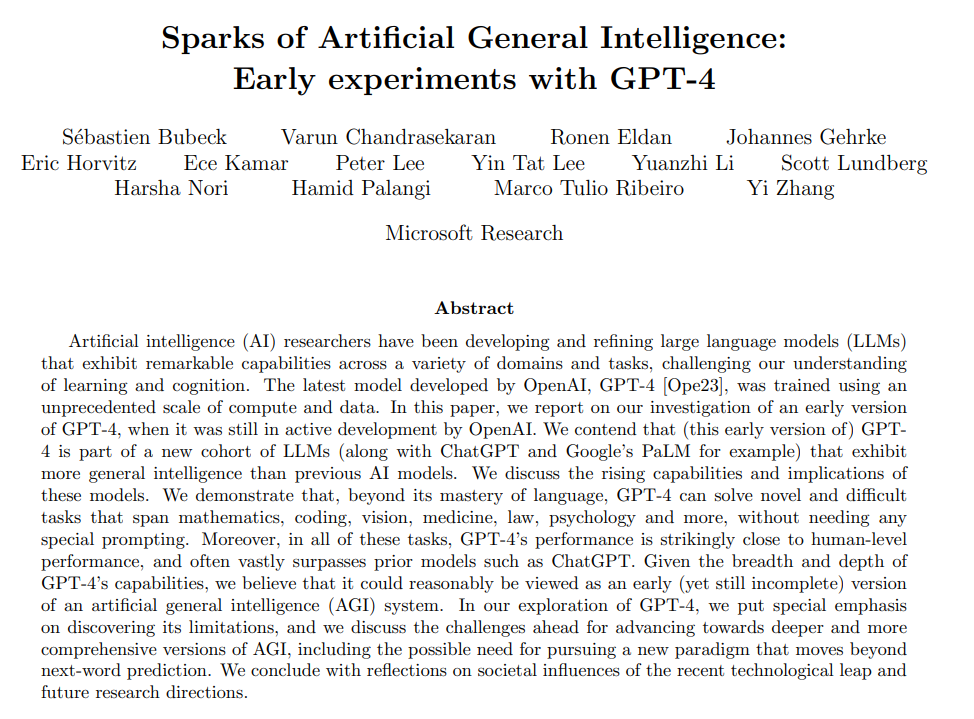 Sparks of Artificial General Intelligence:
Early experiments with GPT-4
Sébastien Bubeck Varun Chandrasekaran Ronen Eldan Johannes Gehrke
Eric Horvitz Ece Kamar Peter Lee Yin Tat Lee Yuanzhi Li Scott Lundberg
Harsha Nori Hamid Palangi Marco Tulio Ribeiro Yi Zhang
Microsoft Research
Abstract
Artificial intelligence (AI) researchers have been developing and refining large language models (LLMs)
that exhibit remarkable capabilities across a variety of domains and tasks, challenging our understanding
of learning and cognition. The latest model developed by OpenAI, GPT-4 [Ope23], was trained using an
unprecedented scale of compute and data. In this paper, we report on our investigation of an early version
of GPT-4, when it was still in active development by OpenAI. We contend that (this early version of) GPT-
4 is part of a new cohort of LLMs (along with ChatGPT and Google's PaLM for example) that exhibit
more general intelligence than previous AI models. We discuss the rising capabilities and implications of
these models. We demonstrate that, beyond its mastery of language, GPT-4 can solve novel and difficult
tasks that span mathematics, coding, vision, medicine, law, psychology and more, without needing any
special prompting. Moreover, in all of these tasks, GPT-4's performance is strikingly close to human-level
performance, and often vastly surpasses prior models such as ChatGPT. Given the breadth and depth of
GPT-4's capabilities, we believe that it could reasonably be viewed as an early (yet still incomplete) version
of an artificial general intelligence (AGI) system. In our exploration of GPT-4, we put special emphasis
on discovering its limitations, and we discuss the challenges ahead for advancing towards deeper and more
comprehensive versions of AGI, including the possible need for pursuing a new paradigm that moves beyond
next-word prediction. We conclude with reflections on societal influences of the recent technological leap and
future research directions.